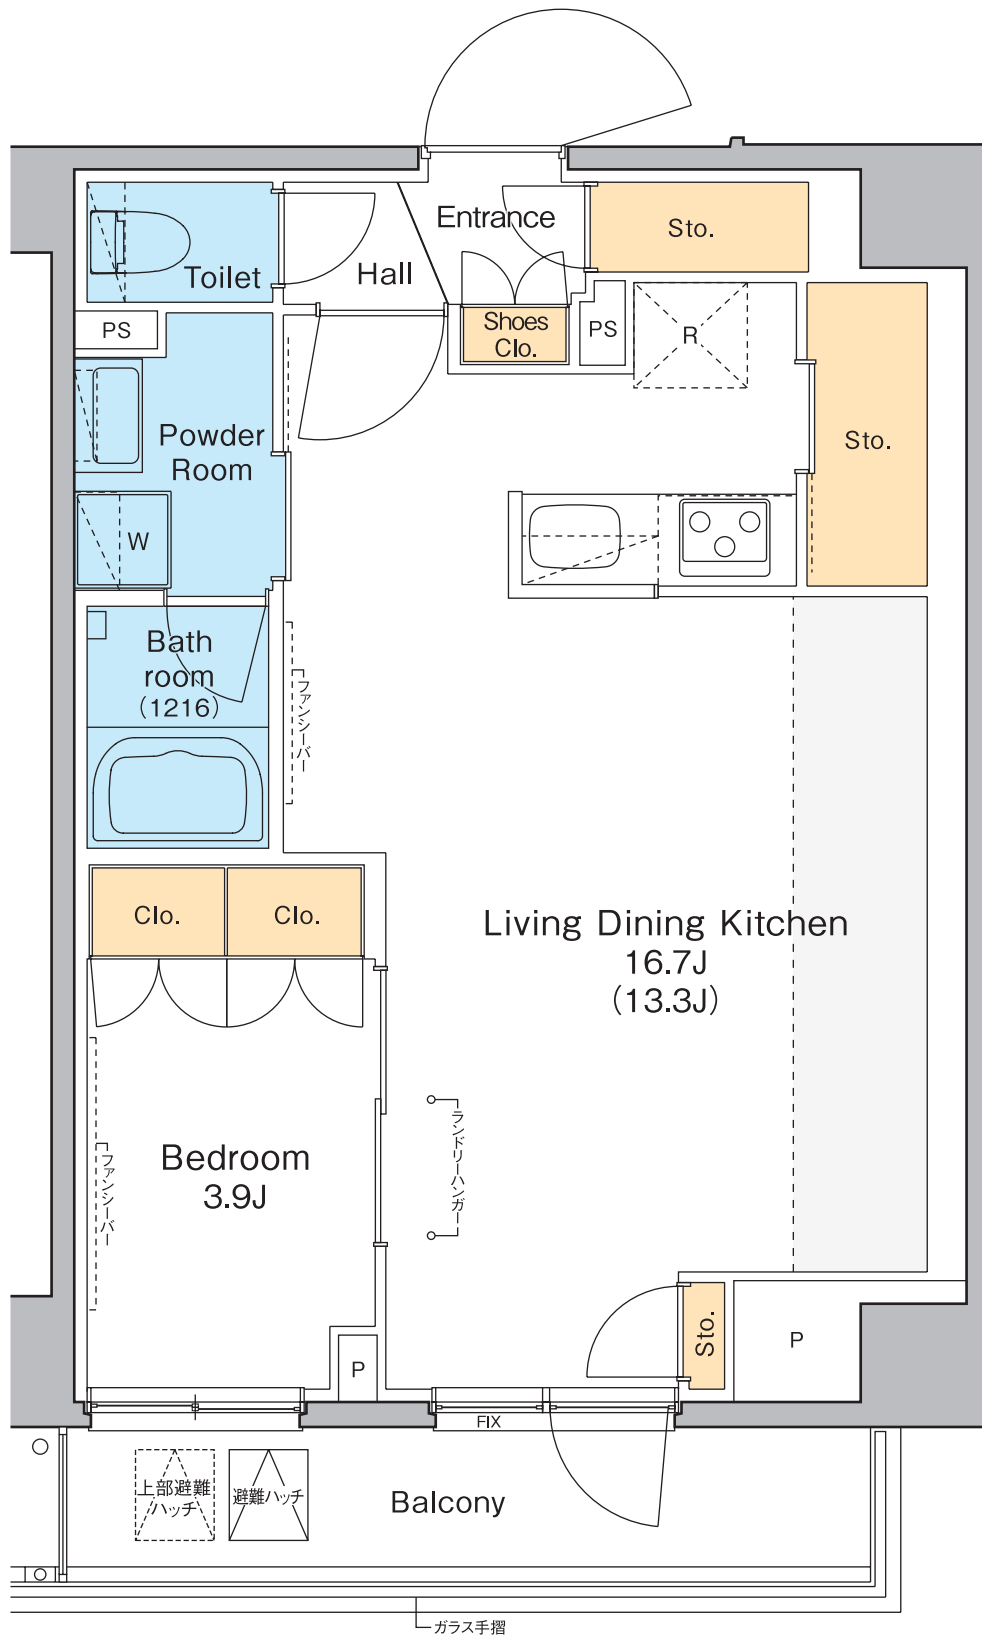 Entrance
Sto.
Toilet
Hall
PS
Shoes
Clo.
PS
R
Powder
Room
Sto.
W
Bath
room
(1216)
ファンシーバー
Clo.
Clo.
Living Dining Kitchen
16.7J
(13.3J)
Bedroom
3.9J
ファンシーバー
ランドリーハンガー
Sto.
P
P
FIX
上部避難
ハッチ
避難ハッチ
Balcony
ガラス手摺